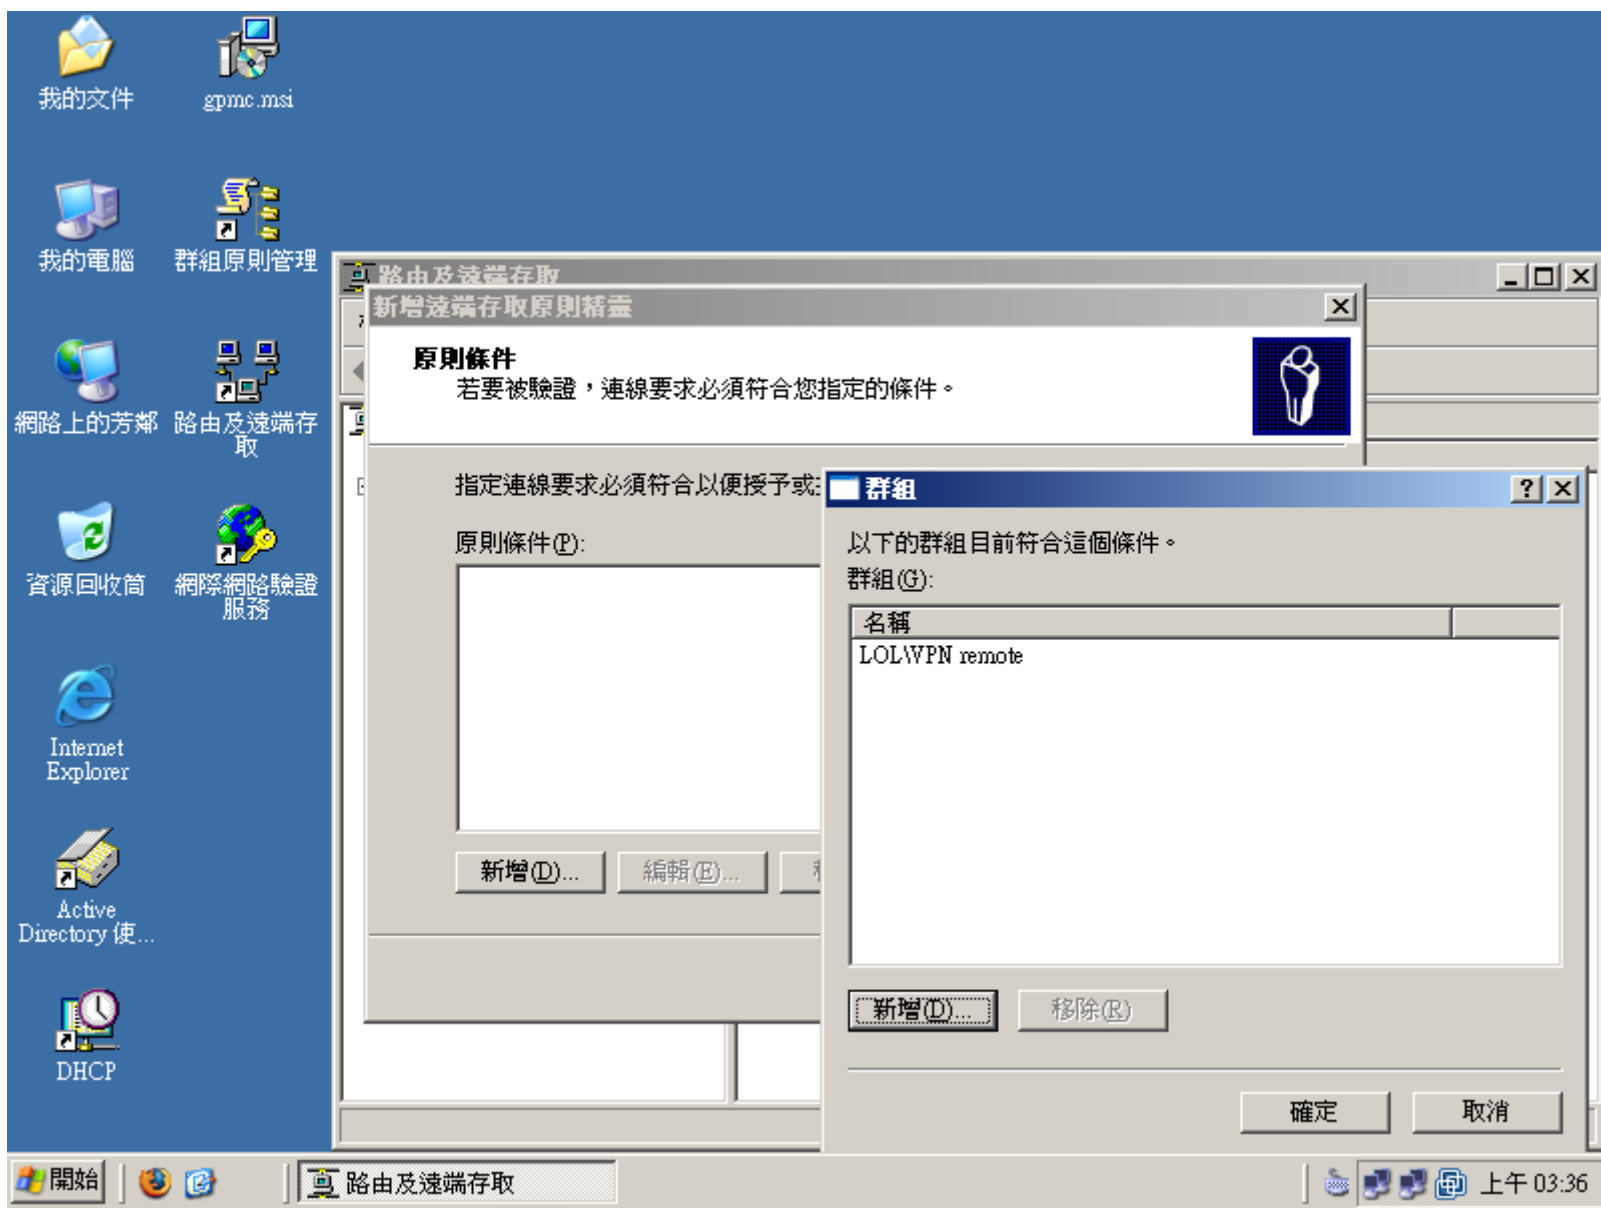 我的文件
gpmc.msi
我的電腦
群組原則管理
網路上的芳鄰
路由及遠端存
取
資源回收筒
網際網路驗證
服務
Internet
Explorer
Active
Directory 使...
DHCP
路由及遠端存取
新增遠端存取原則精靈
原則條件
若要被驗證，連線要求必須符合您指定的條件。
指定連線要求必須符合以便授予或
原則條件(P):
新增(D)...
編輯(E)...
群組
以下的群組目前符合這個條件。
群組(G):
名稱
LOL\VPN remote
新增(D)...
移除(R)
確定
取消
開始
路由及遠端存取
上午 03:36